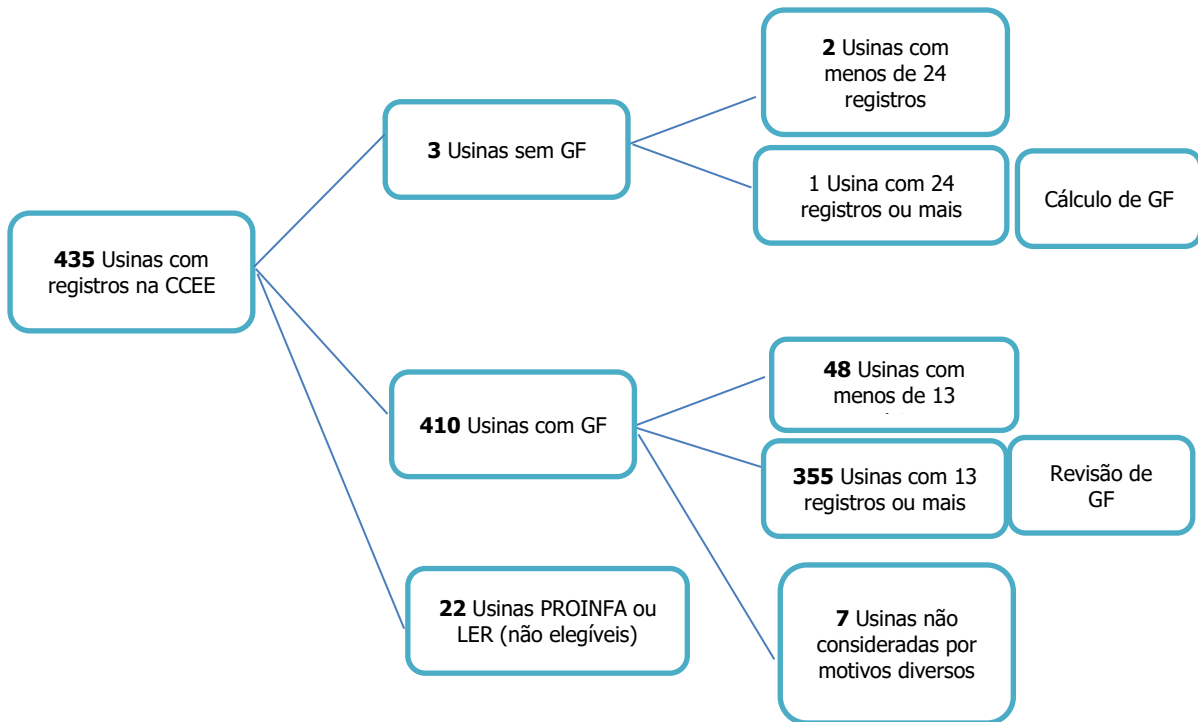 435 Usinas com
registros na CCEE
3 Usinas sem GF
2 Usinas com
menos de 24
registros
1 Usina com 24
registros ou mais
Cálculo de GF
410 Usinas com GF
48 Usinas com
menos de 13
355 Usinas com 13
registros ou mais
Revisão de
GF
7 Usinas não
consideradas por
motivos diversos
22 Usinas PROINFA ou
LER (não elegíveis)